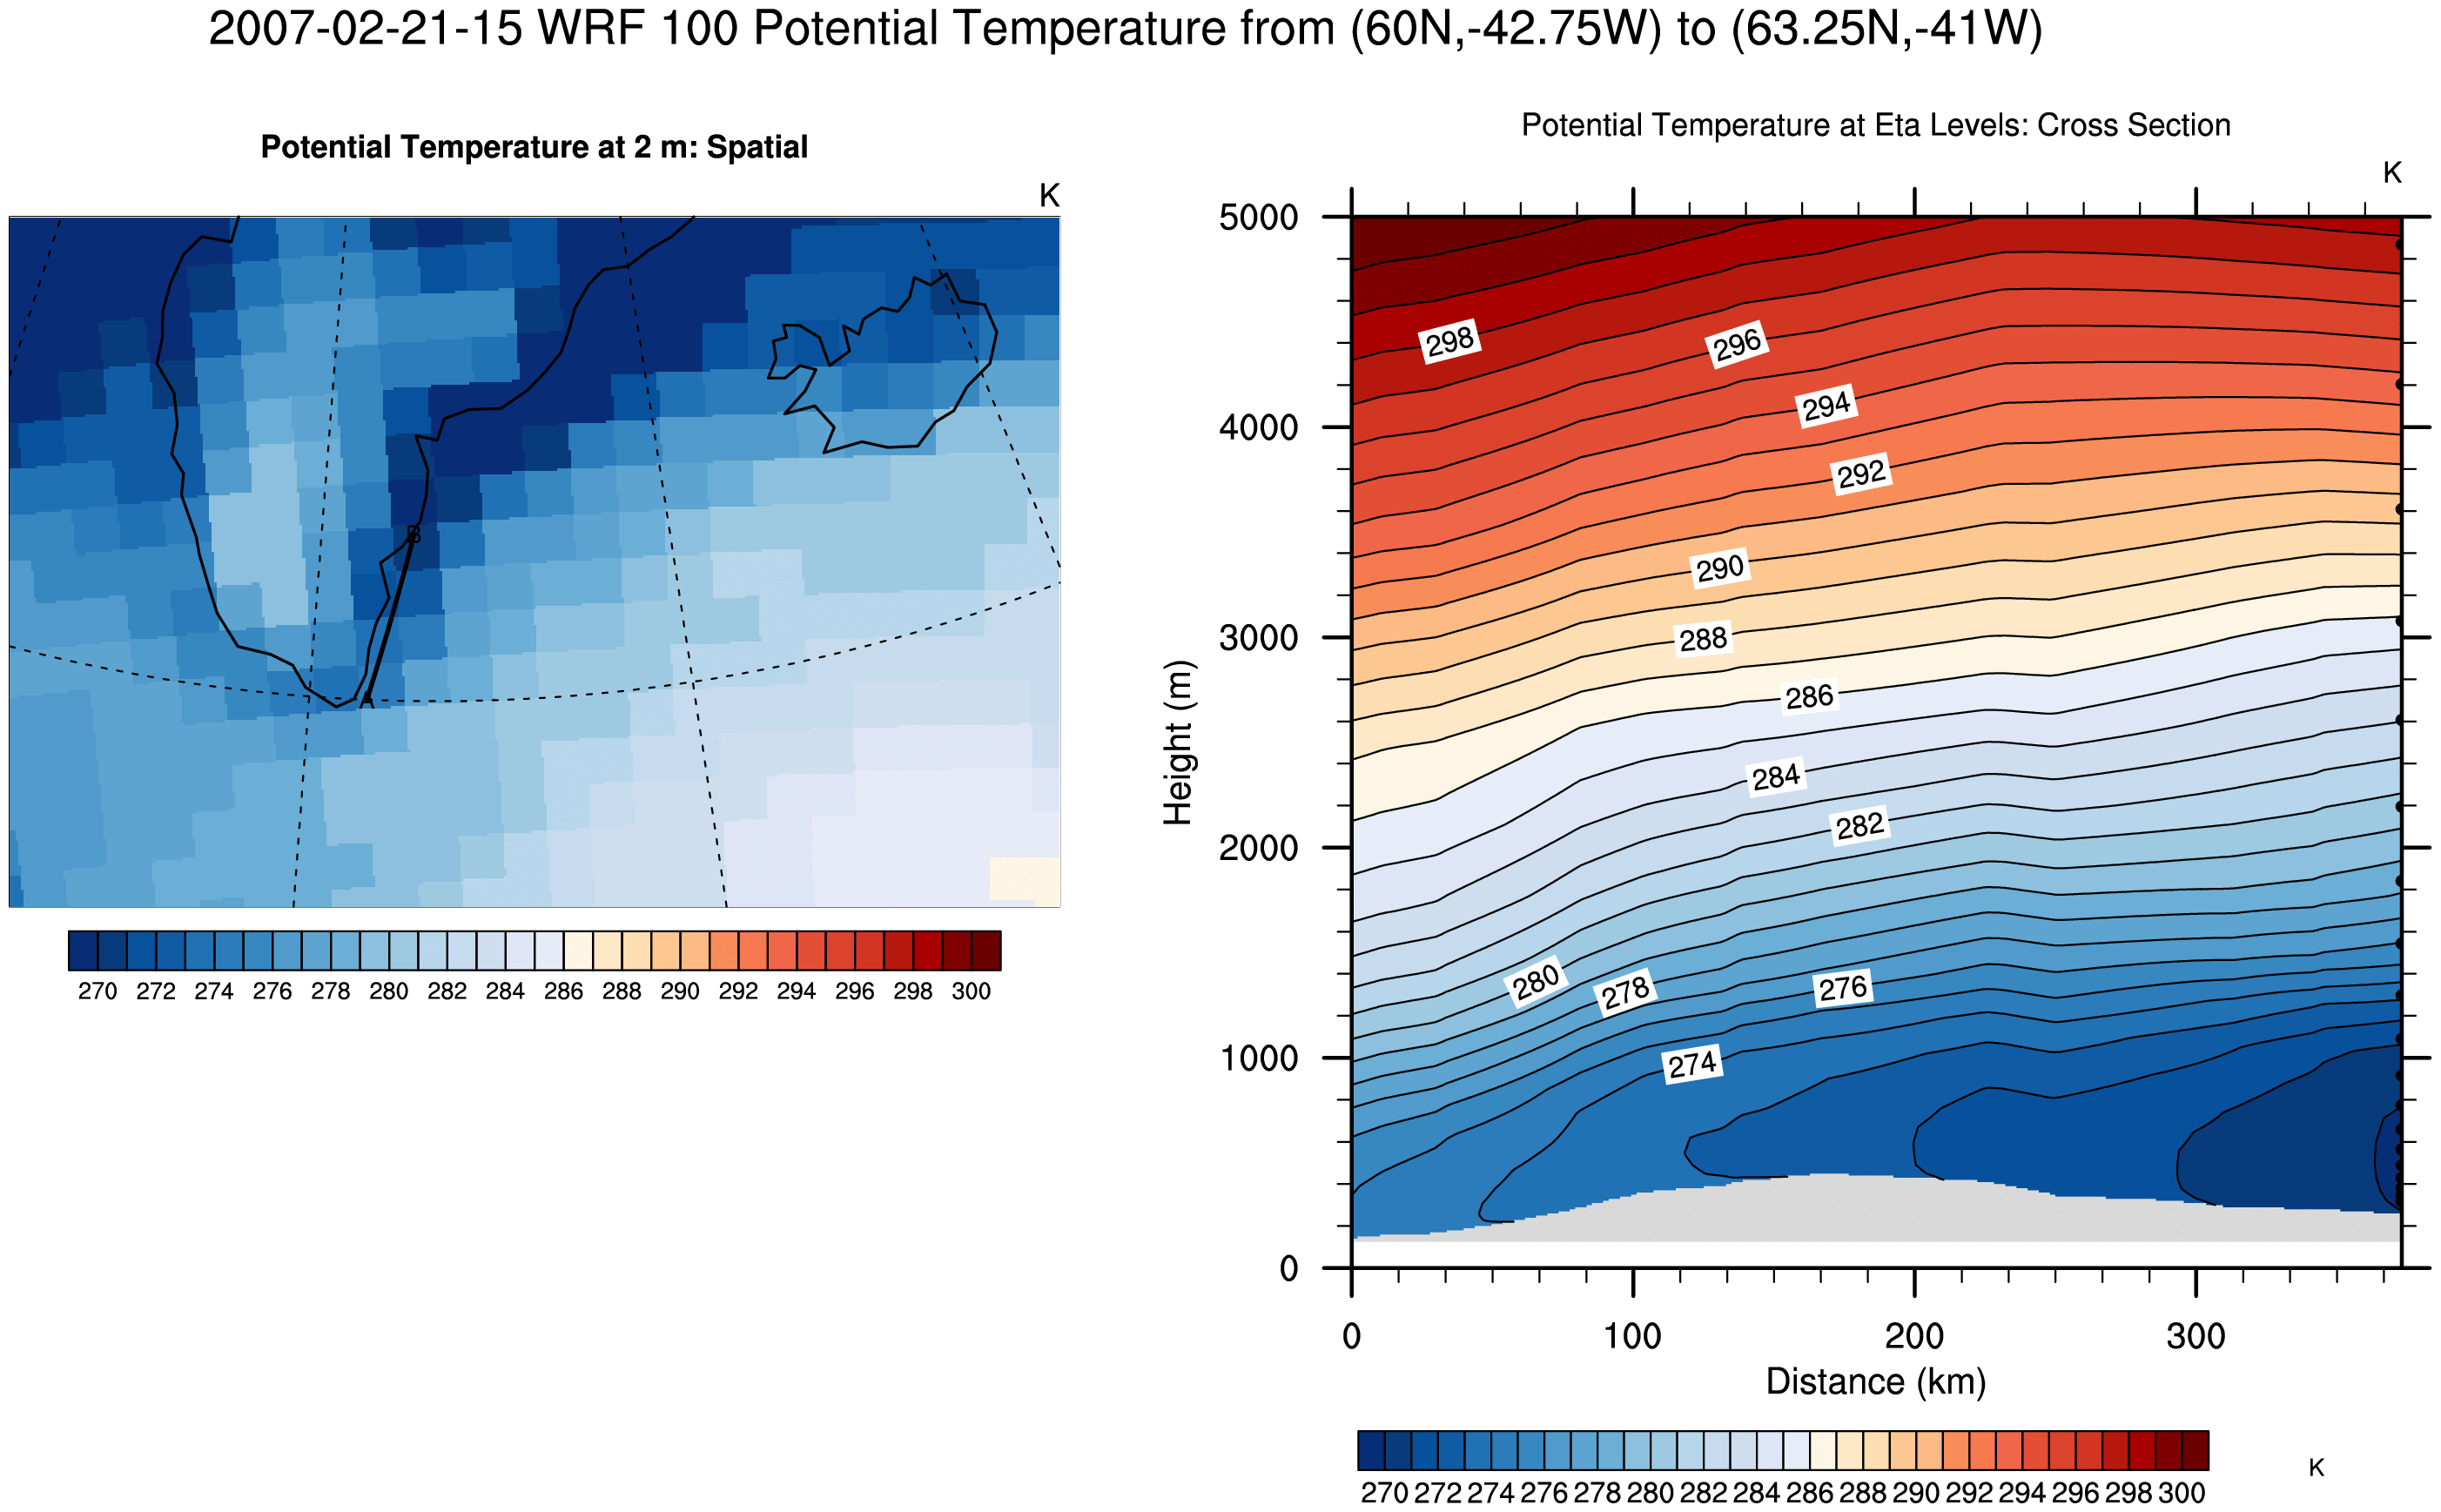 2007-02-21-15 WRF 100 Potential Temperature from (60N,-42.75W) to (63.25N,-41W)
Potential Temperature at 2 m: Spatial
K
B
A
270 272 274 276 278 280 282 284 286 288 290 292 294 296 298 300
Potential Temperature at Eta Levels: Cross Section
K
5000
4000
3000
2000
1000
0
Height (m)
298
296
294
292
290
288
286
284
282
280
278
276
274
0 100 200 300
Distance (km)
270 272 274 276 278 280 282 284 286 288 290 292 294 296 298 300
K